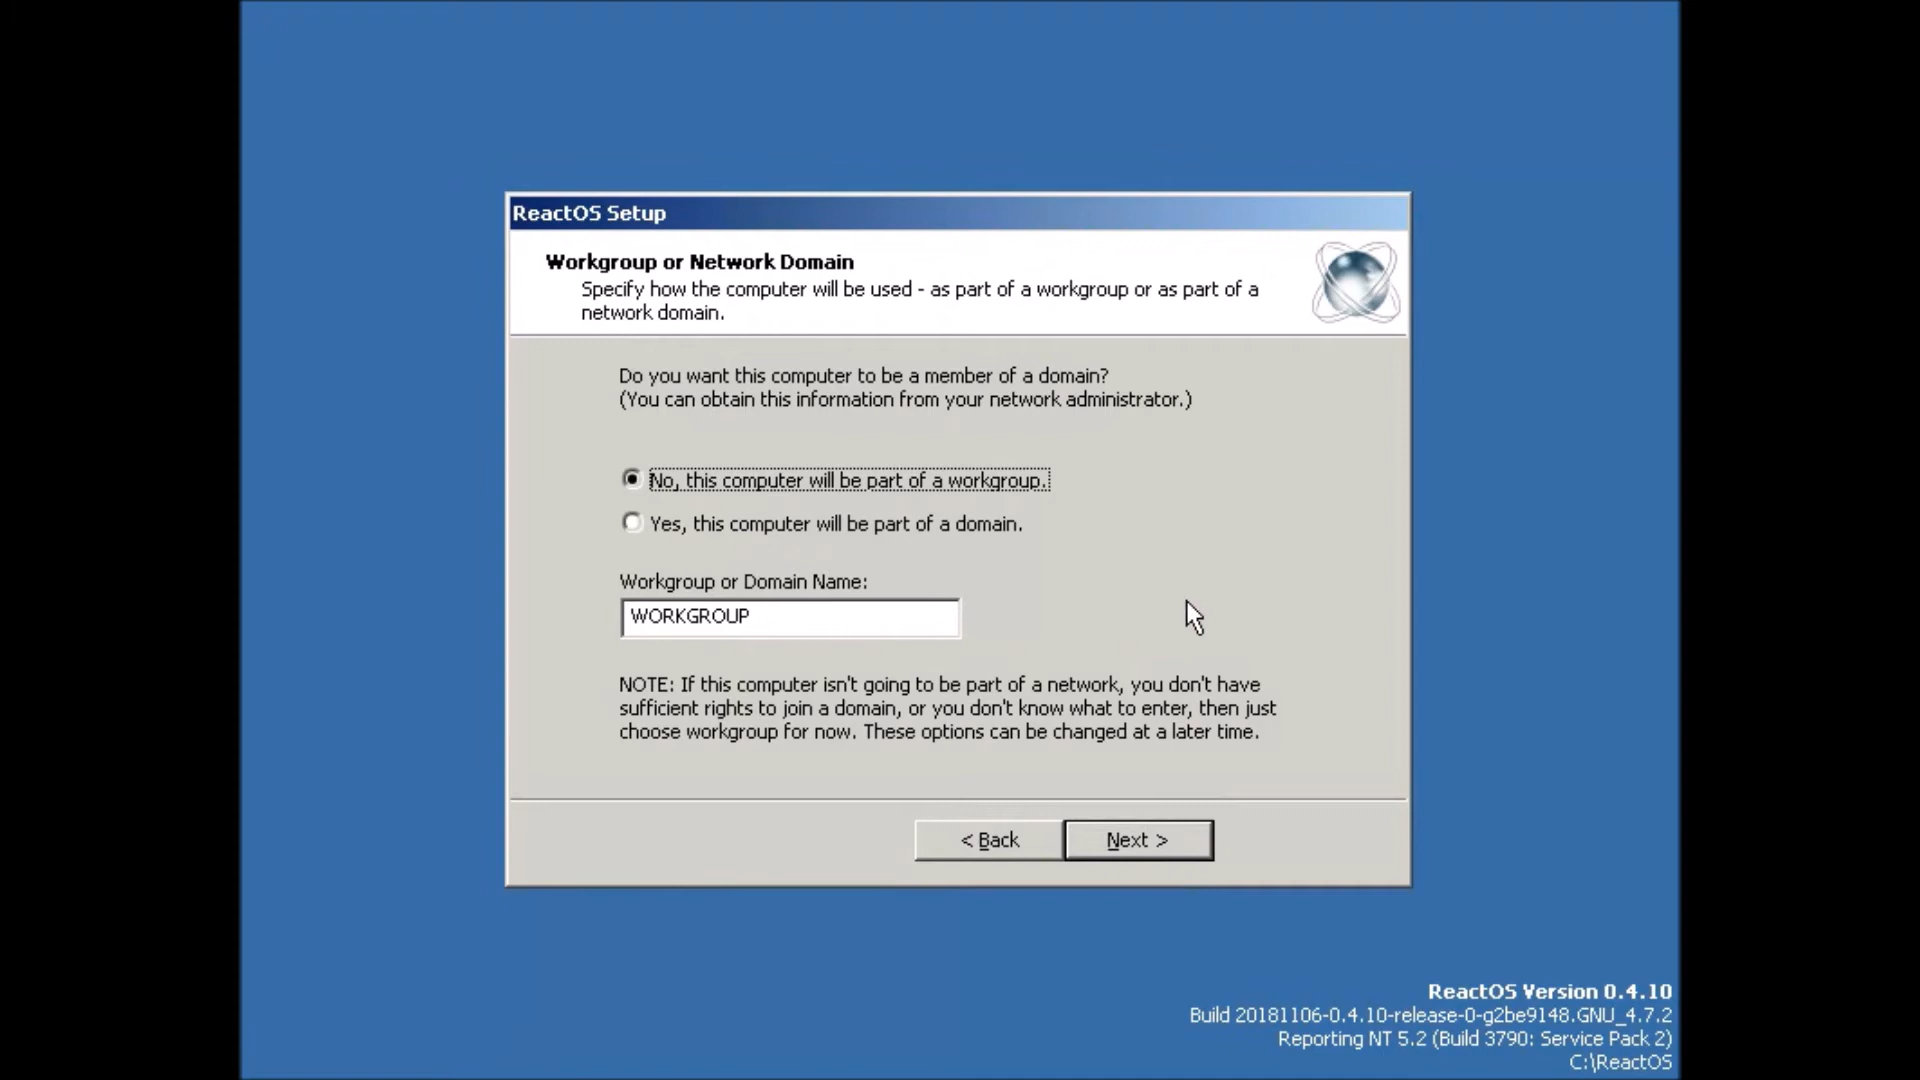 ReactOS Setup
Workgroup or Network Domain
Specify how the computer will be used - as part of a workgroup or as part of a
network domain.
Do you want this computer to be a member of a domain?
(You can obtain this information from your network administrator.)
No, this computer will be part of a workgroup.
Yes, this computer will be part of a domain.
Workgroup or Domain Name:
WORKGROUP
NOTE: If this computer isn't going to be part of a network, you don't have
sufficient rights to join a domain, or you don't know what to enter, then just
choose workgroup for now. These options can be changed at a later time.
< Back
Next >
ReactOS Version 0.4.10
Build 20181106-0.4.10-release-0-g2be9148.GNU_4.7.2
Reporting NT 5.2 (Build 3790: Service Pack 2)
C:\ReactOS